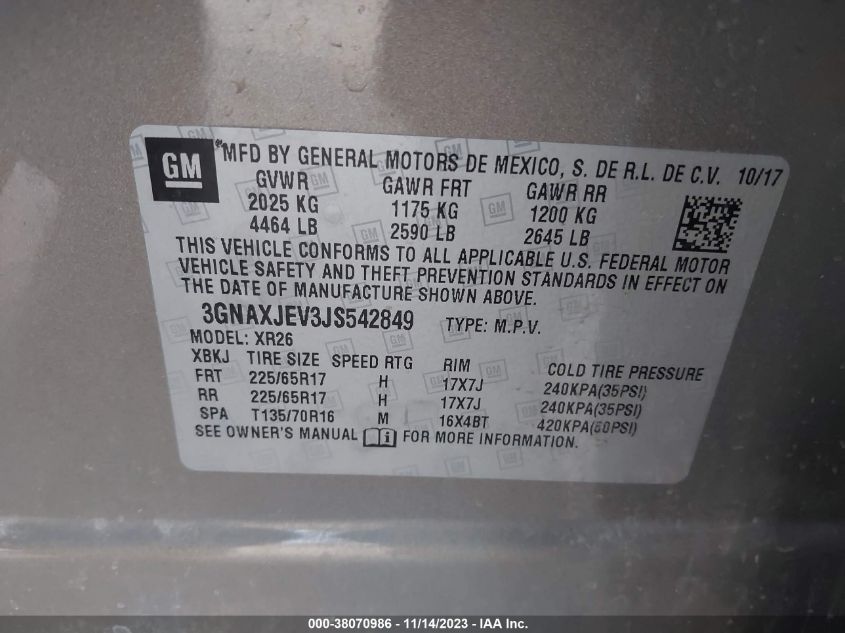 GM
*MFD BY GENERAL MOTORS DE MEXICO, S. DE R.L. DE C.V. 10/17
GVWR GAWR FRT GAWR RR
2025 KG 1175 KG 1200 KG
4464 LB 2590 LB 2645 LB
THIS VEHICLE CONFORMS TO ALL APPLICABLE U.S. FEDERAL MOTOR
VEHICLE SAFETY AND THEFT PREVENTION STANDARDS IN EFFECT ON
THE DATE OF MANUFACTURE SHOWN ABOVE.
3GNAXJEV3JS542849 TYPE: M.P.V.
MODEL: XR26
XBKJ TIRE SIZE SPEED RTG RIM COLD TIRE PRESSURE
FRT 225/65R17 H 17X7J 240KPA(35PSI)
RR 225/65R17 H 17X7J 240KPA(35PSI)
SPA T135/70R16 M 16X4BT 420KPA(60PSI)
SEE OWNER'S MANUAL FOR MORE INFORMATION.
000-38070986 - 11/14/2023 - IAA Inc.